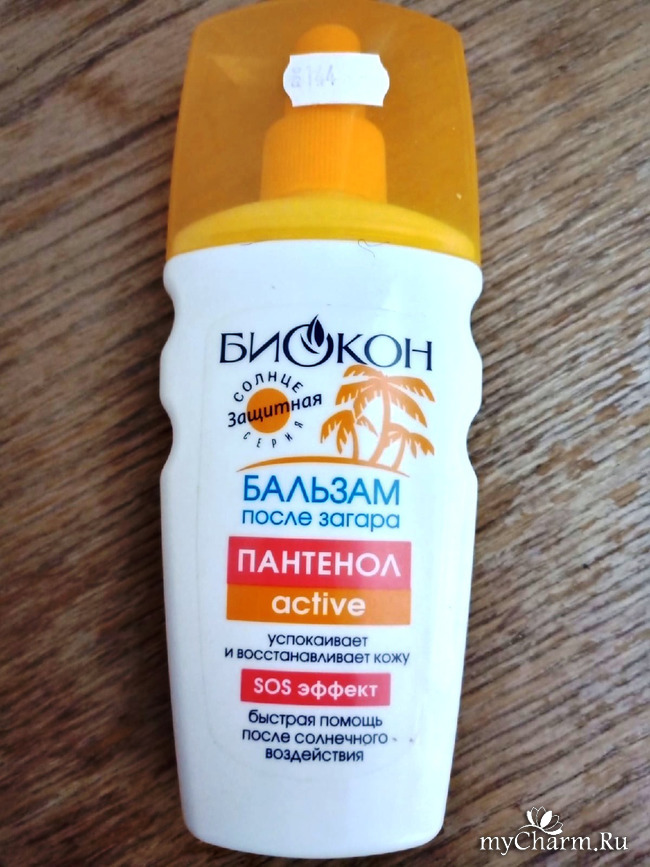 144
БИОКОН
СОЛНЦЕ
Защитная
СЕРИЯ
БАЛЬЗАМ
после загара
ПАНТЕНОЛ
active
успокаивает
и восстанавливает кожу
SOS эффект
быстрая помощь
после солнечного
воздействия
myCharm.Ru